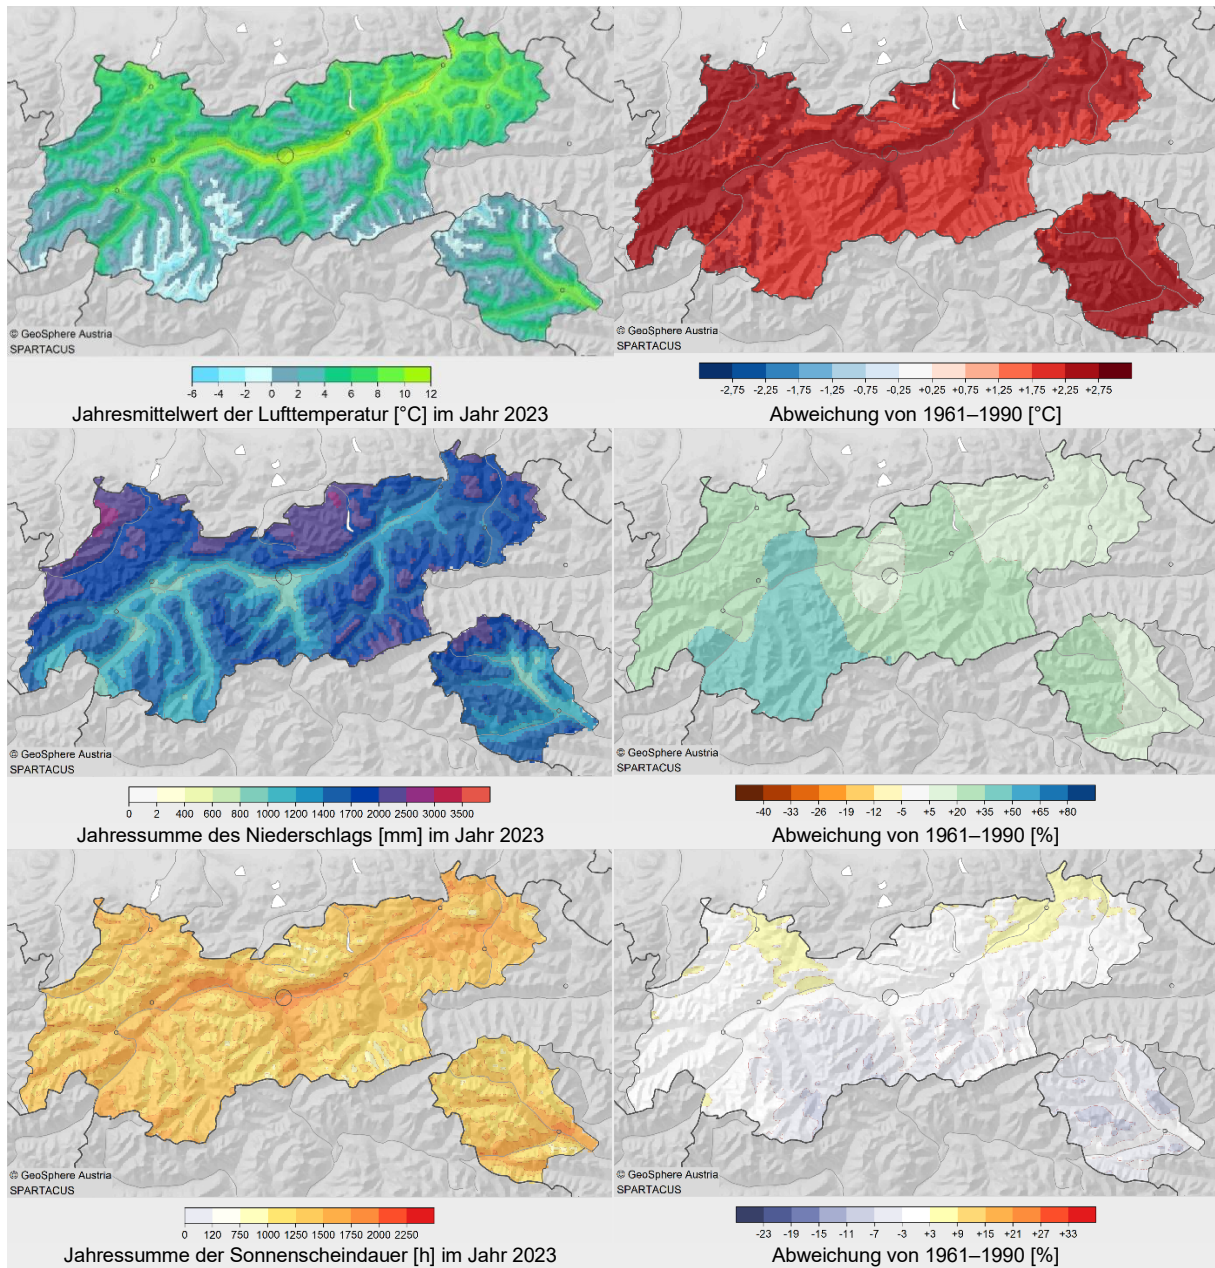 © GeoSphere Austria
SPARTACUS
© GeoSphere Austria
SPARTACUS
-6 -4 -2 0 2 4 6 8 10 12
-2,75 -2,25 -1,75 -1,25 -0,75 -0,25 +0,25 +0,75 +1,25 +1,75 +2,25 +2,75
Jahresmittelwert der Lufttemperatur [°C] im Jahr 2023
Abweichung von 1961–1990 [°C]
© GeoSphere Austria
SPARTACUS
© GeoSphere Austria
SPARTACUS
0 2 400 600 800 1000 1200 1400 1700 2000 2500 3000 3500
-40 -33 -26 -19 -12 -5 +5 +20 +35 +50 +65 +80
Jahressumme des Niederschlags [mm] im Jahr 2023
Abweichung von 1961–1990 [%]
© GeoSphere Austria
SPARTACUS
© GeoSphere Austria
SPARTACUS
0 120 750 1000 1250 1500 1750 2000 2250
-23 -19 -15 -11 -7 -3 +3 +9 +15 +21 +27 +33
Jahressumme der Sonnenscheindauer [h] im Jahr 2023
Abweichung von 1961–1990 [%]